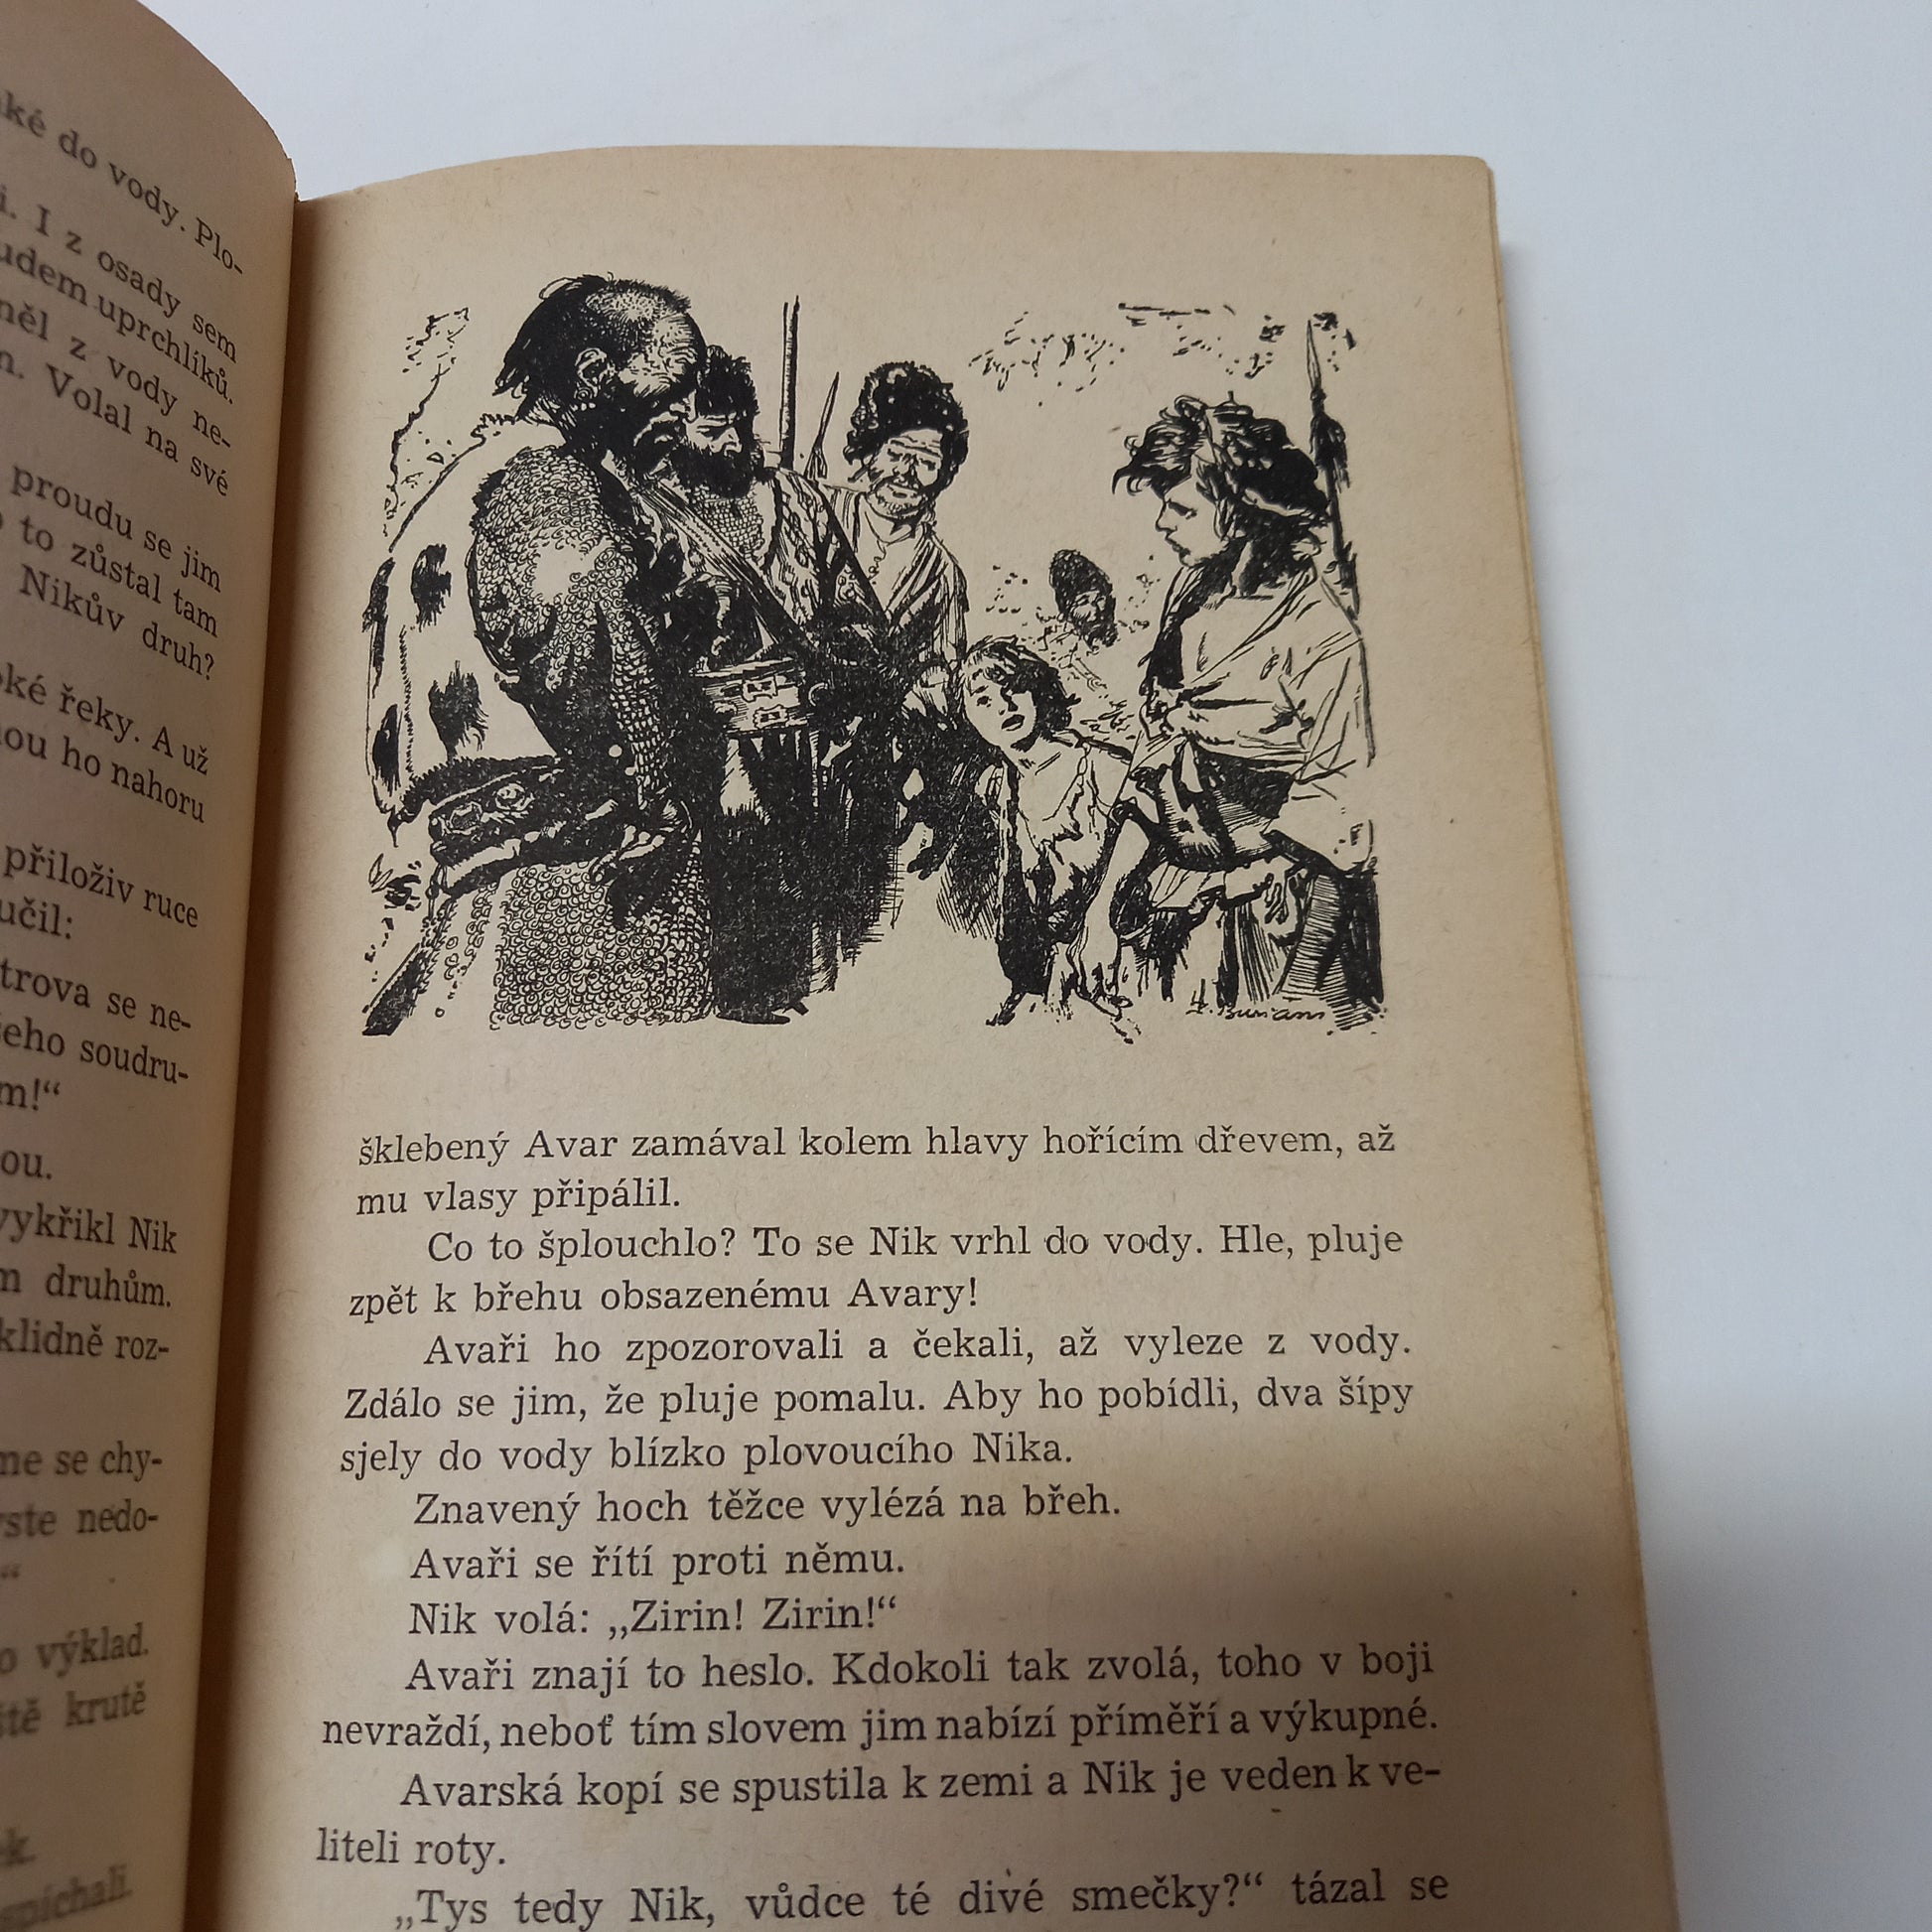 ké do vody. Plo-
i. I z osady sem
udem uprchlíků.
něl z vody ne-
n. Volal na své
proudu se jim
to zůstal tam
Nikův druh?
ké řeky. A už
nou ho nahoru
přiloživ ruce
učil:
trova se ne-
šeho soudru-
m!“
ou.
vykřikl Nik
m druhům.
klidně roz-
me se chy-
yste nedo-
“
o výklad.
ště krutě
k.
spíchali.
Z. Burian
šklebený Avar zamával kolem hlavy hořícím dřevem, až
mu vlasy připálil.
Co to šplouchlo? To se Nik vrhl do vody. Hle, pluje
zpět k břehu obsazenému Avary!
Avaři ho zpozorovali a čekali, až vyleze z vody.
Zdálo se jim, že pluje pomalu. Aby ho pobídli, dva šípy
sjely do vody blízko plovoucího Nika.
Znavený hoch těžce vylézá na břeh.
Avaři se řítí proti němu.
Nik volá: „Zirin! Zirin!“
Avaři znají to heslo. Kdokoli tak zvolá, toho v boji
nevraždí, neboť tím slovem jim nabízí příměří a výkupné.
Avarská kopí se spustila k zemi a Nik je veden k ve-
liteli roty.
„Tys tedy Nik, vůdce té divé smečky?“ tázal se